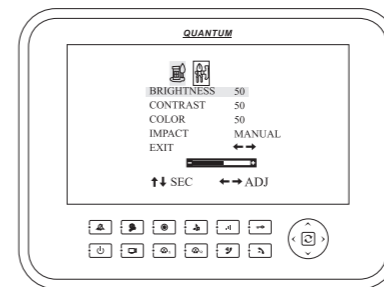 QUANTUM
BRIGHTNESS 50
CONTRAST 50
COLOR 50
IMPACT MANUAL
EXIT ←→
- +
↑↓ SEC ←→ ADJ